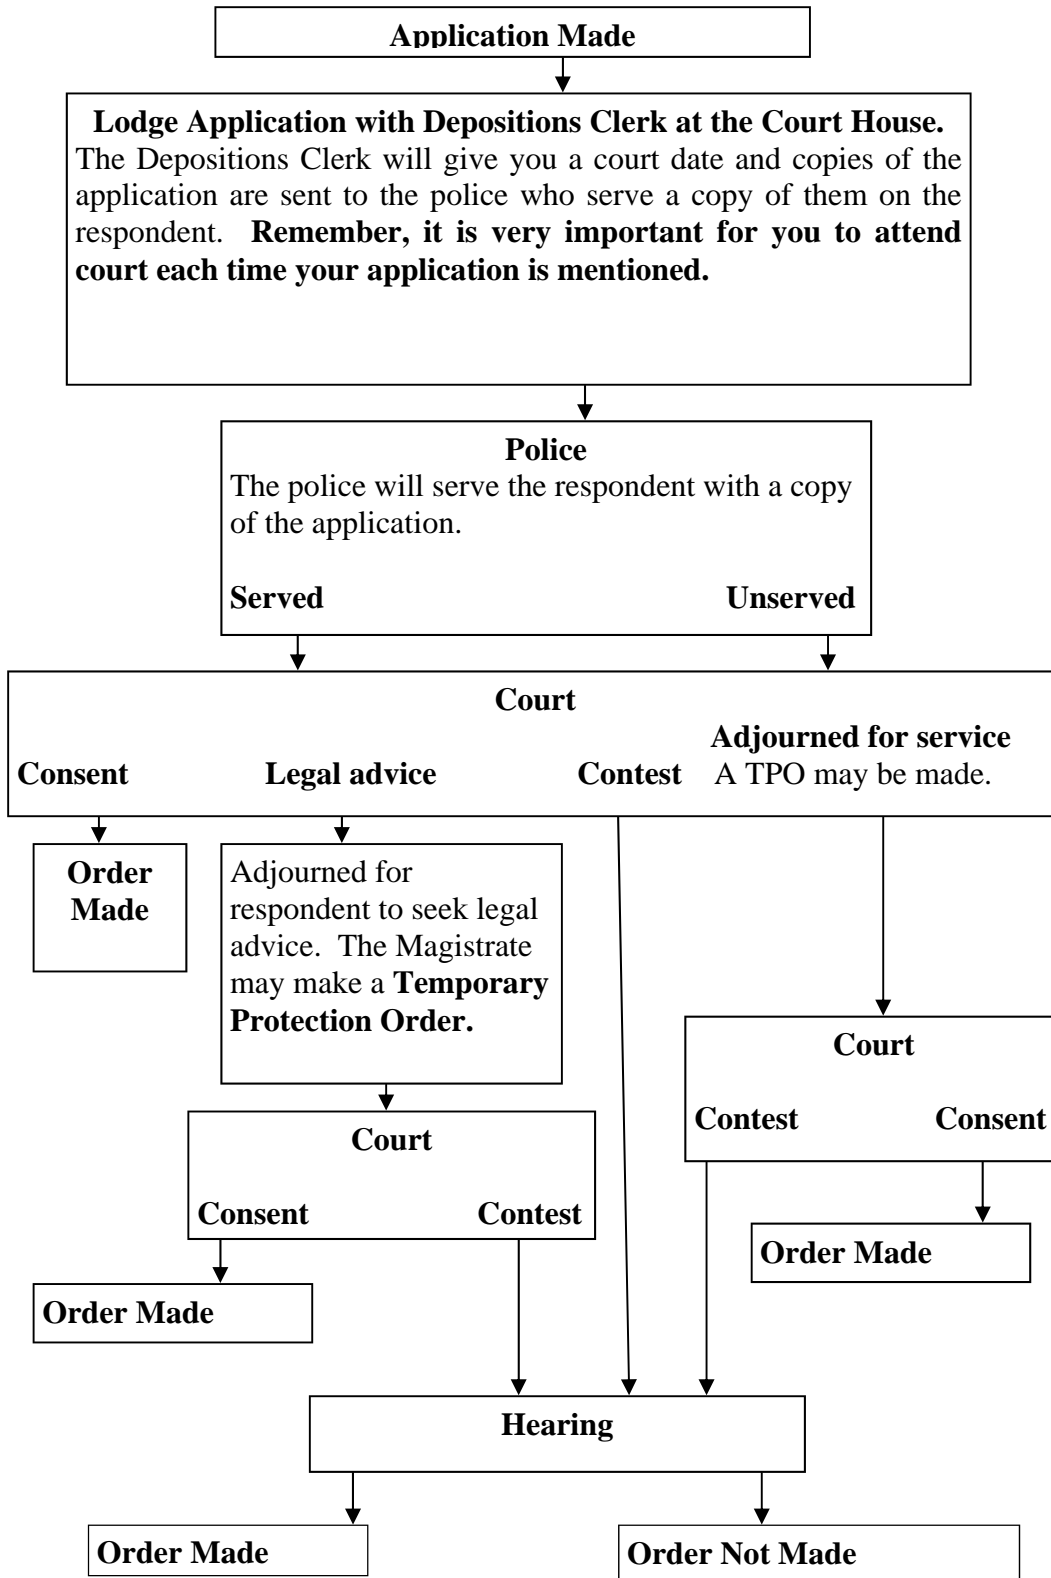 Application Made
Lodge Application with Depositions Clerk at the Court House.
The Depositions Clerk will give you a court date and copies of the
application are sent to the police who serve a copy of them on the
respondent. Remember, it is very important for you to attend
court each time your application is mentioned.
Police
The police will serve the respondent with a copy
of the application.
Served Unserved
Court
Adjourned for service
Consent Legal advice Contest A TPO may be made.
Order
Made
Adjourned for
respondent to seek legal
advice. The Magistrate
may make a Temporary
Protection Order.
Court
Contest Consent
Court
Consent Contest
Order Made
Order Made
Hearing
Order Made
Order Not Made